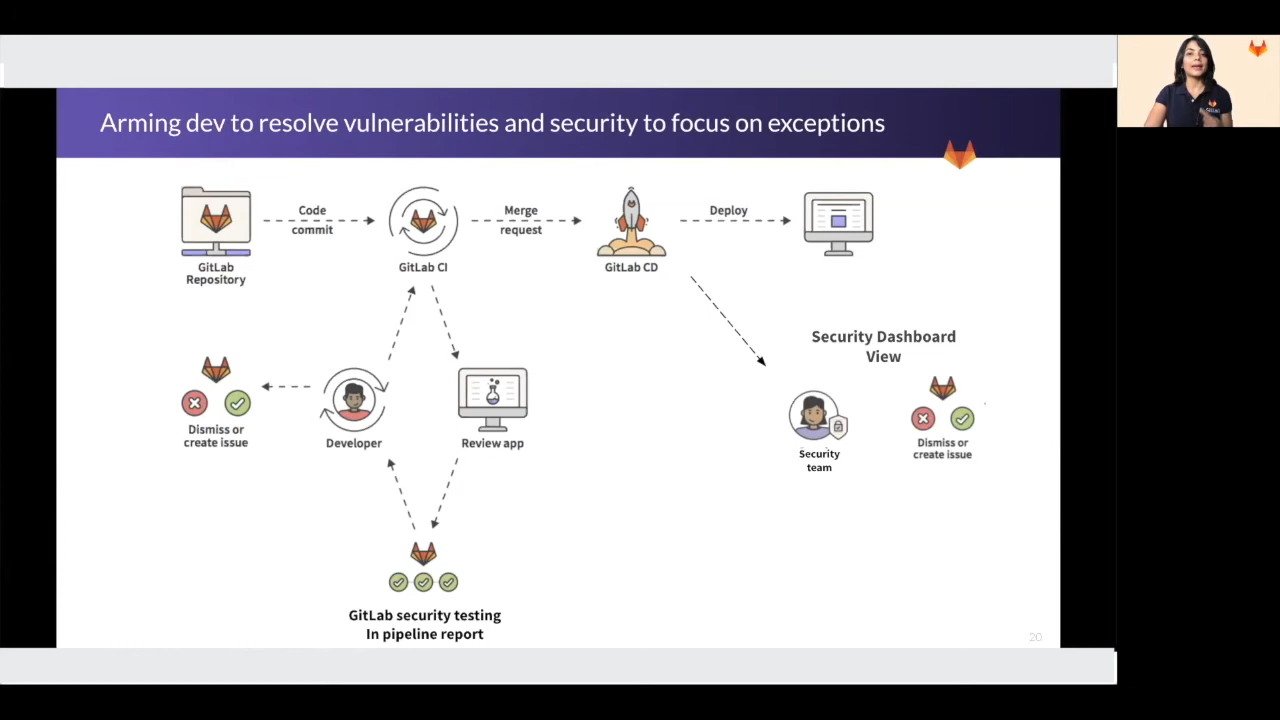 Arming dev to resolve vulnerabilities and security to focus on exceptions
Code
commit
Merge
request
Deploy
GitLab
Repository
GitLab CI
GitLab CD
Security Dashboard
View
Dismiss or
create issue
Developer
Review app
Security
team
Dismiss or
create issue
GitLab security testing
In pipeline report
20